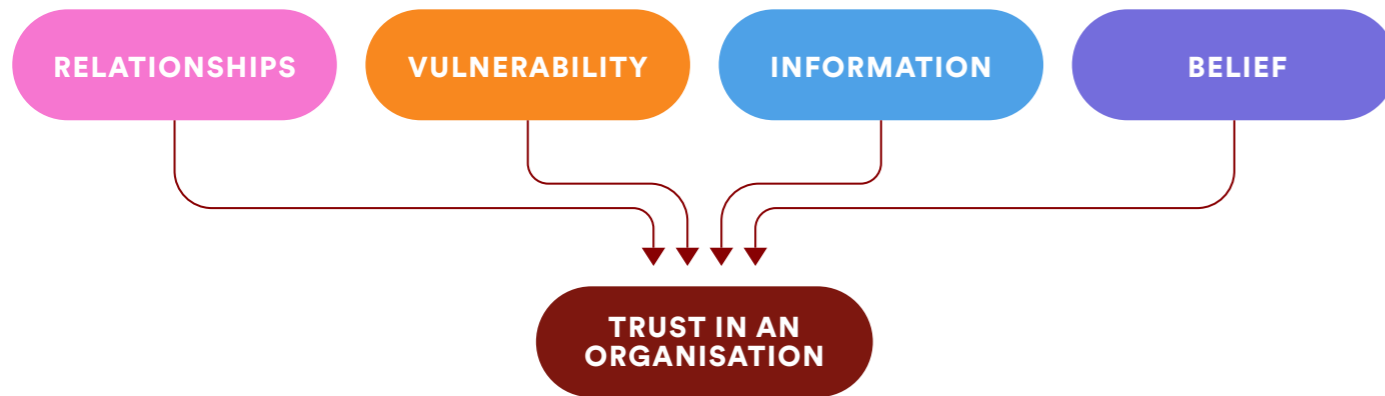 RELATIONSHIPS
VULNERABILITY
INFORMATION
BELIEF
TRUST IN AN
ORGANISATION